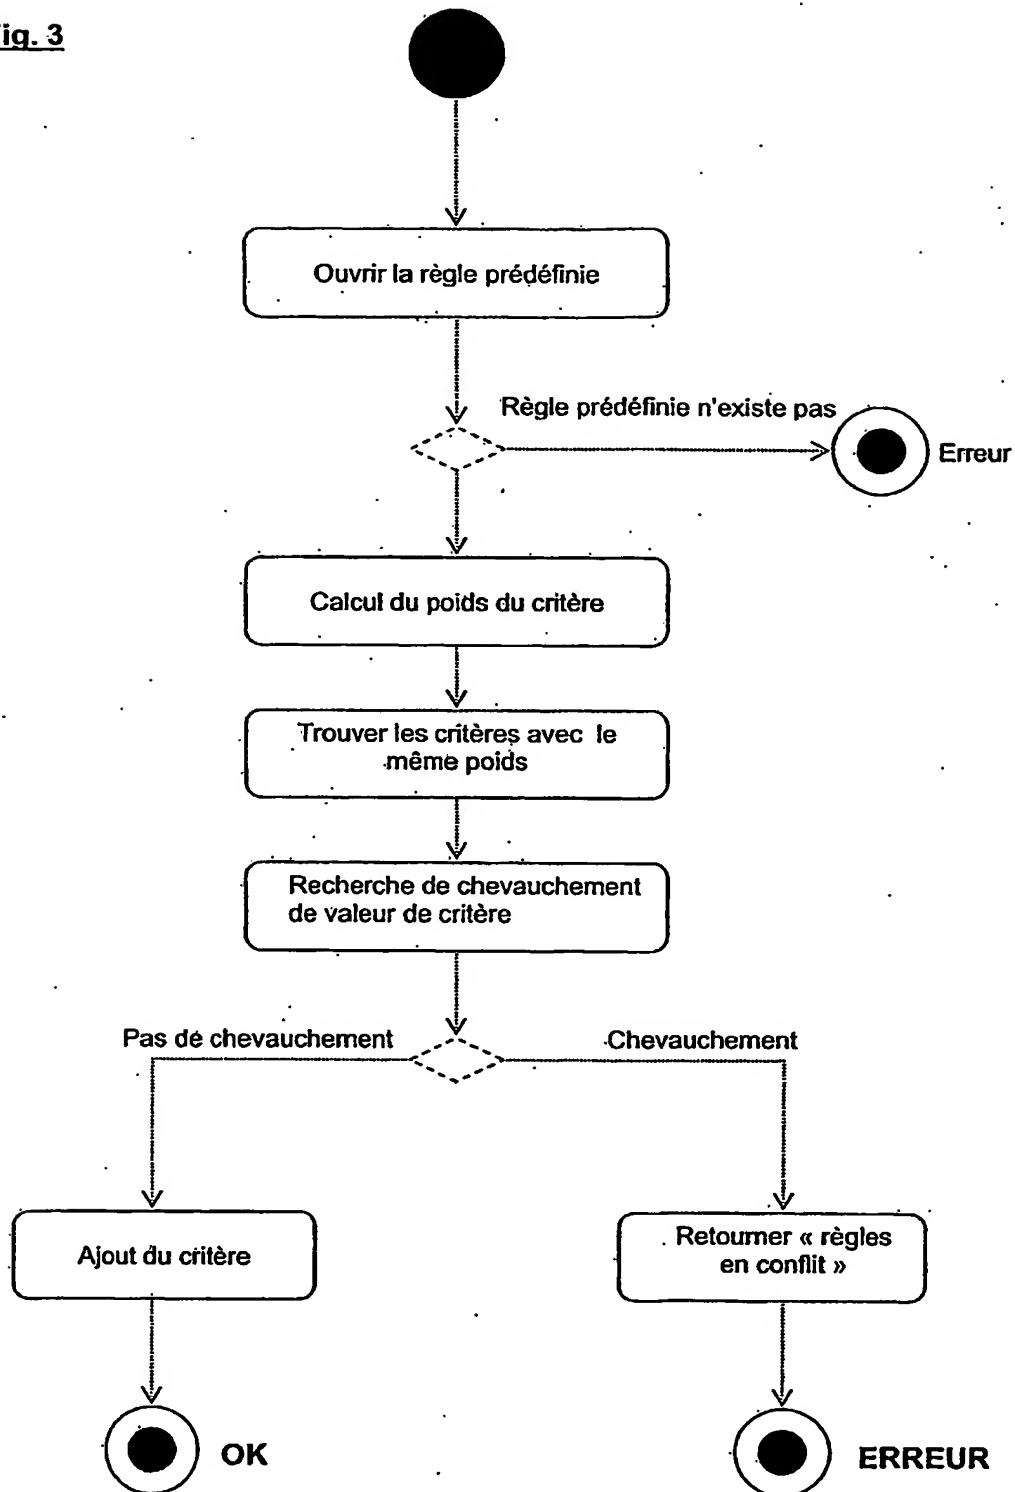 ig. 3
Ouvrir la règle prédéfinie
Règle prédéfinie n'existe pas
Erreur
Calcul du poids du critère
Trouver les critères avec le
même poids
Recherche de chevauchement
de valeur de critère
Pas de chevauchement
Chevauchement
Ajout du critère
Retourner « règles
en conflit »
OK
ERREUR